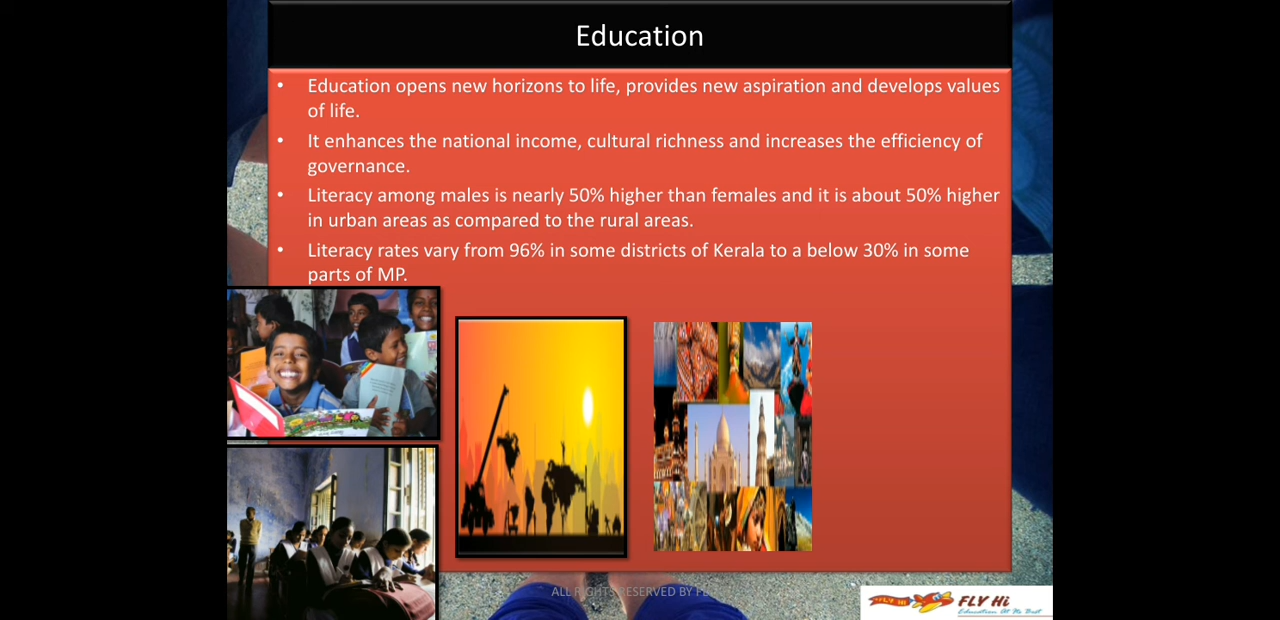 Education
• Education opens new horizons to life, provides new aspiration and develops values
of life.
• It enhances the national income, cultural richness and increases the efficiency of
governance.
• Literacy among males is nearly 50% higher than females and it is about 50% higher
in urban areas as compared to the rural areas.
• Literacy rates vary from 96% in some districts of Kerala to a below 30% in some
parts of MP.
ALL RIGHTS RESERVED BY
FLY Hi
FLY Hi
Education At Its Best